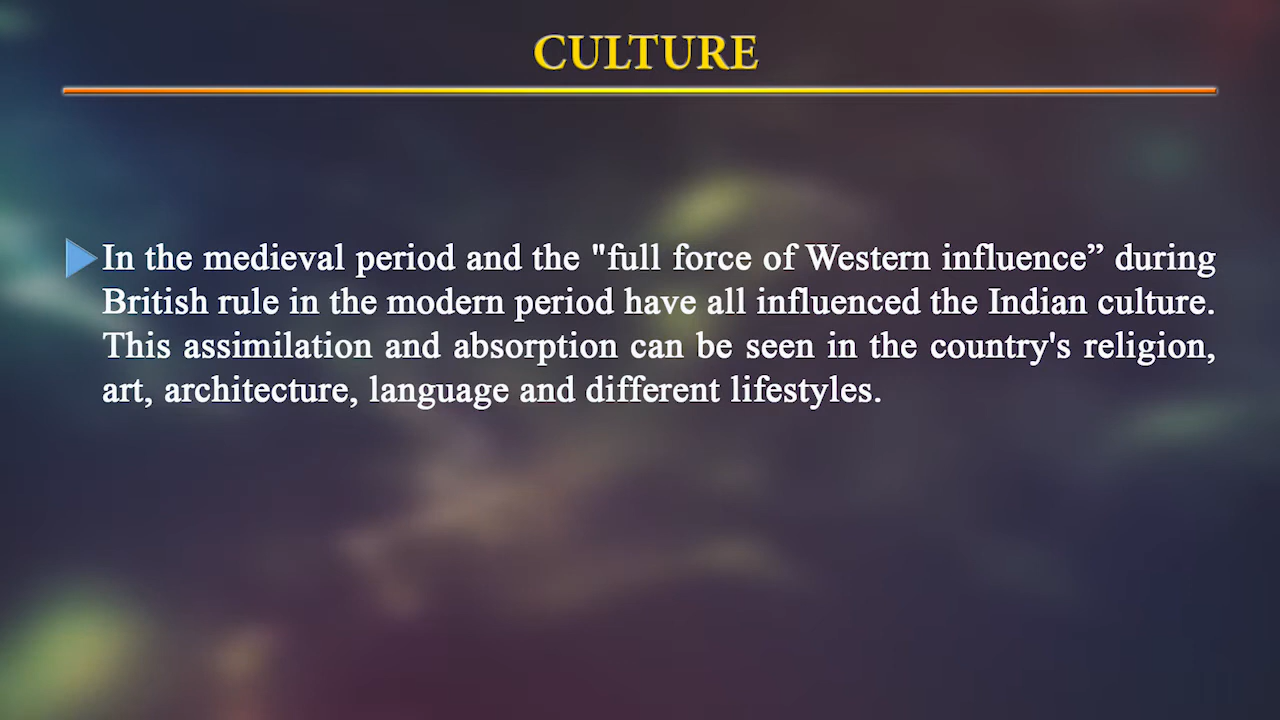 CULTURE
In the medieval period and the "full force of Western influence” during
British rule in the modern period have all influenced the Indian culture.
This assimilation and absorption can be seen in the country's religion,
art, architecture, language and different lifestyles.